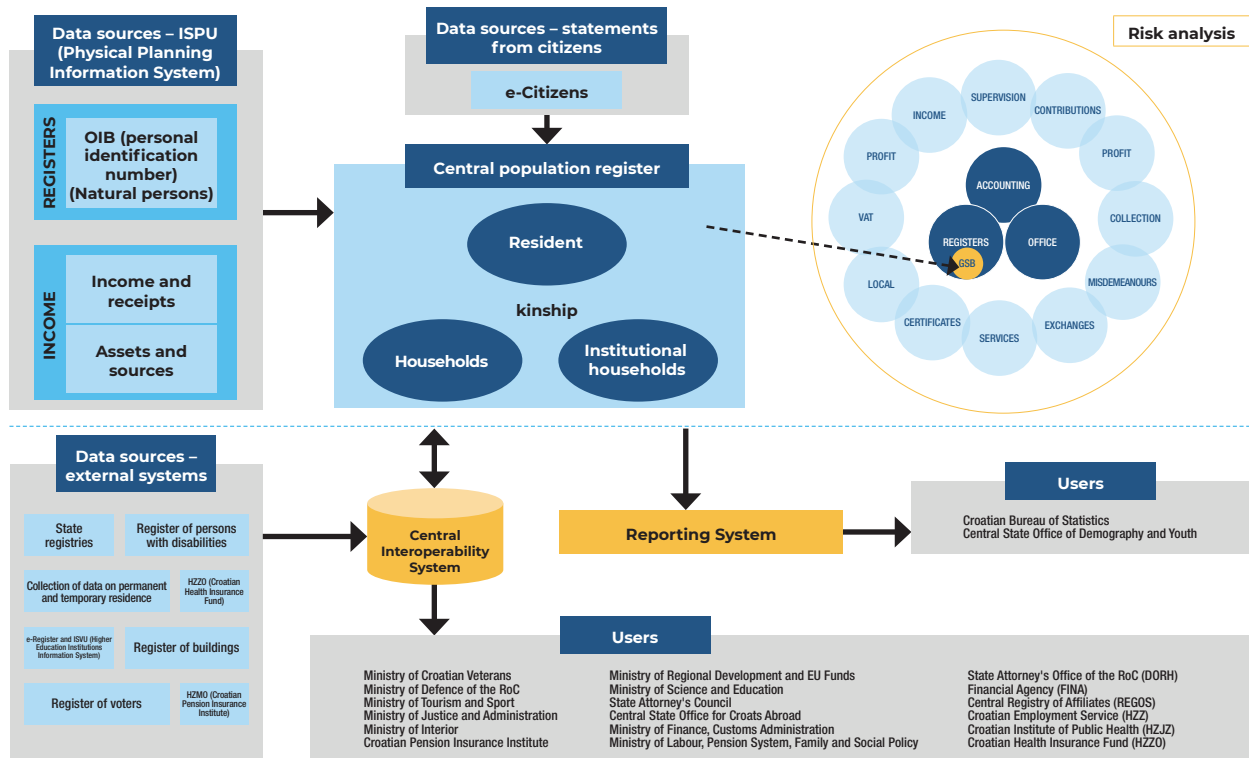 Data sources – ISPU
(Physical Planning
Information System)
REGISTERS
OIB (personal
identification
number)
(Natural persons)
INCOME
Income and
receipts
Assets and
sources
Data sources – statements
from citizens
e-Citizens
Central population register
Resident
kinship
Households
Institutional
households
Risk analysis
SUPERVISION
INCOME
CONTRIBUTIONS
PROFIT
PROFIT
ACCOUNTING
VAT
REGISTERS
OFFICE
COLLECTION
GSB
LOCAL
MISDEMEANOURS
CERTIFICATES
SERVICES
EXCHANGES
Data sources –
external systems
State
registries
Register of persons
with disabilities
Collection of data on permanent
and temporary residence
HZZO (Croatian
Health Insurance
Fund)
e-Register and ISVU (Higher
Education Institutions
Information System)
Register of buildings
Register of voters
HZMO (Croatian
Pension Insurance
Institute)
Central
Interoperability
System
Reporting System
Users
Croatian Bureau of Statistics
Central State Office of Demography and Youth
Users
Ministry of Croatian Veterans
Ministry of Defence of the RoC
Ministry of Tourism and Sport
Ministry of Justice and Administration
Ministry of Interior
Croatian Pension Insurance Institute
Ministry of Regional Development and EU Funds
Ministry of Science and Education
State Attorney's Council
Central State Office for Croats Abroad
Ministry of Finance, Customs Administration
Ministry of Labour, Pension System, Family and Social Policy
State Attorney's Office of the RoC (DORH)
Financial Agency (FINA)
Central Registry of Affiliates (REGOS)
Croatian Employment Service (HZZ)
Croatian Institute of Public Health (HZJZ)
Croatian Health Insurance Fund (HZZO)